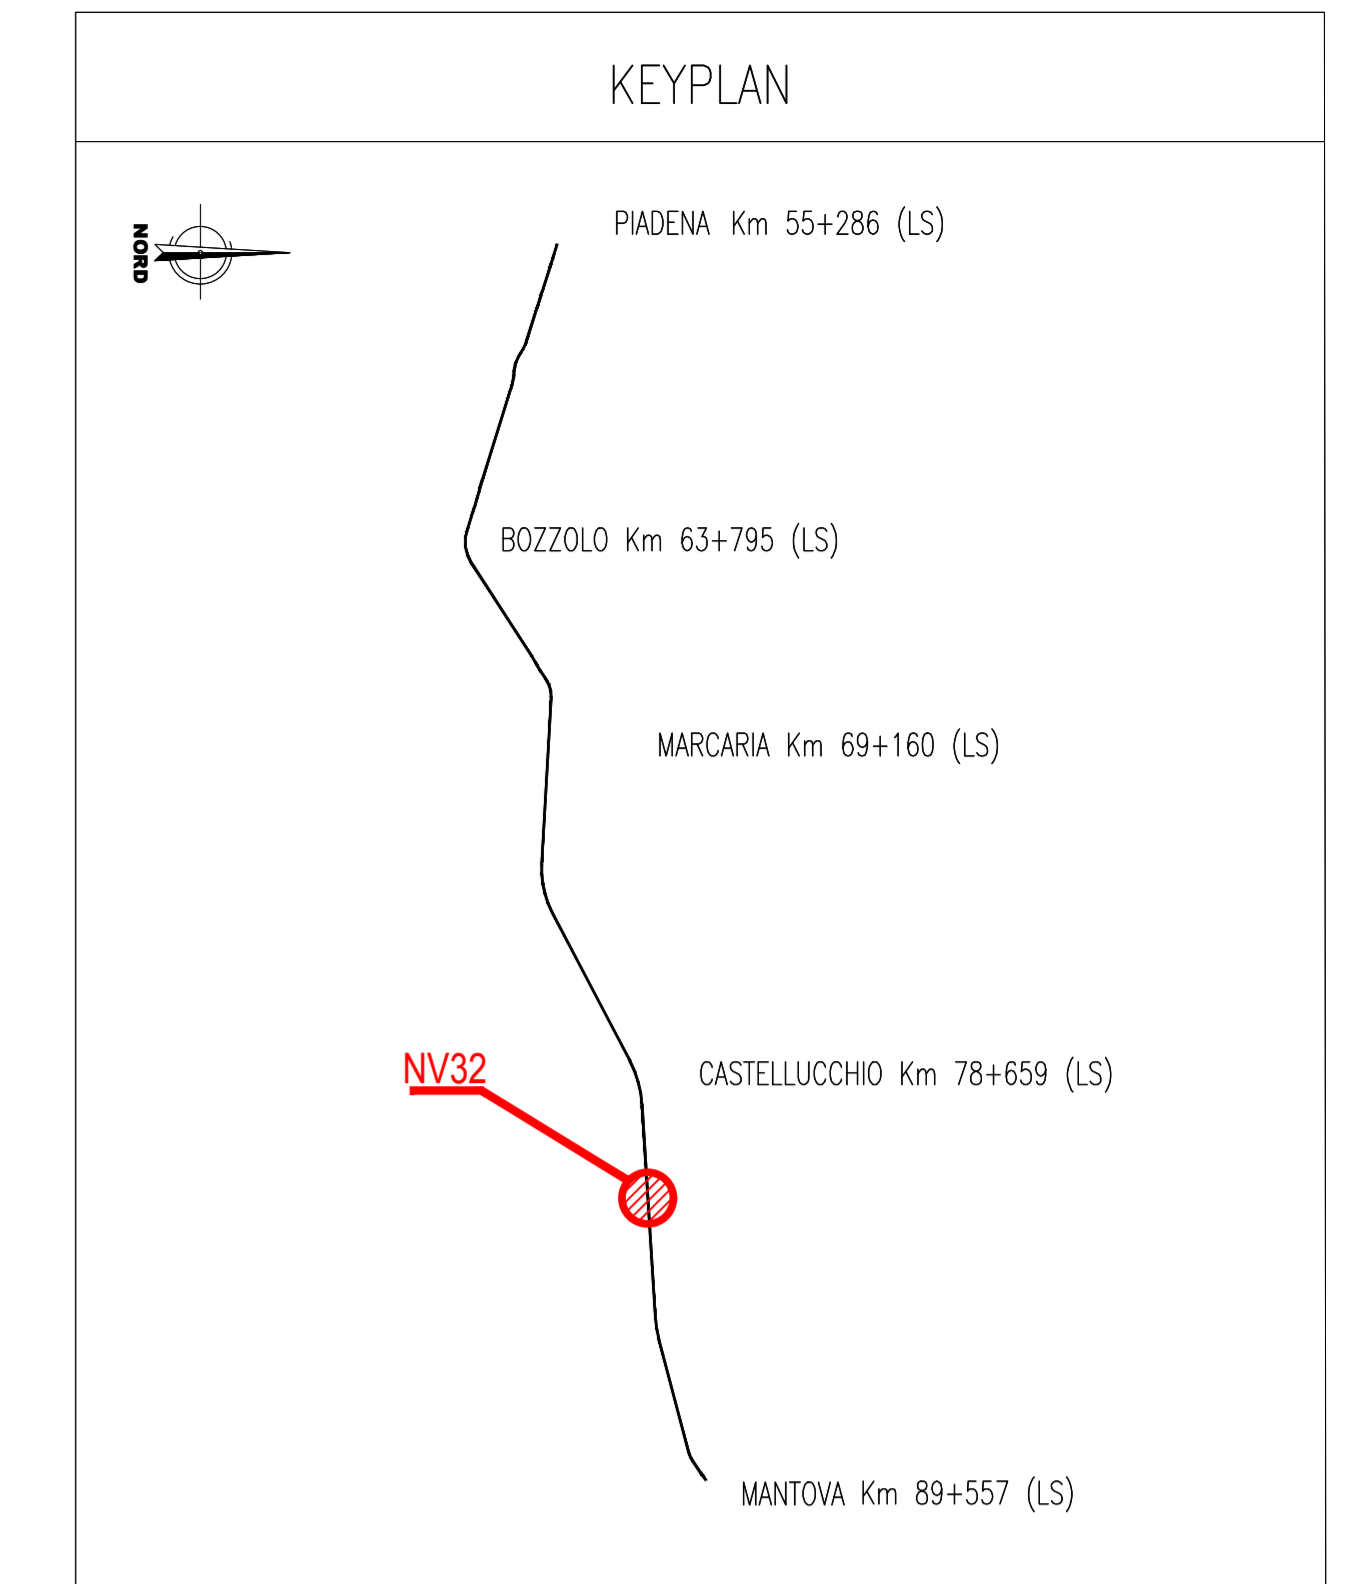 KEYPLAN
NORD
PIADENA Km 55+286 (LS)
BOZZOLO Km 63+795 (LS)
MARCARIA Km 69+160 (LS)
NV32
CASTELLUCCHIO Km 78+659 (LS)
MANTOVA Km 89+557 (LS)